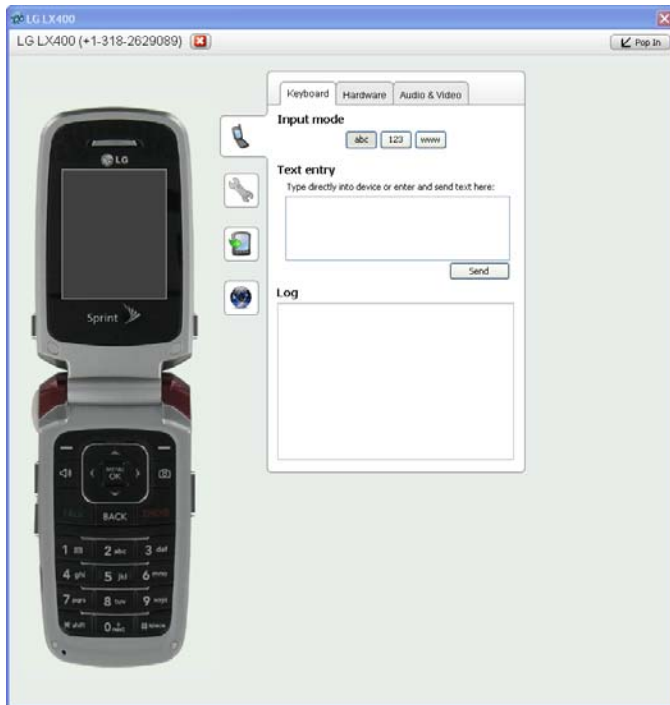 LG LX400
LG LX400 (+1-318-2629089)
Pop In
Keyboard Hardware Audio & Video
Input mode
abc 123 www
Text entry
Type directly into device or enter and send text here:
Send
Log
LG
Sprint
MENU
OK
BACK
1
2 abc 3 def
4 ghi 5 jkl 6 mno
7 pqrs 8 tuv 9 wxyz
0